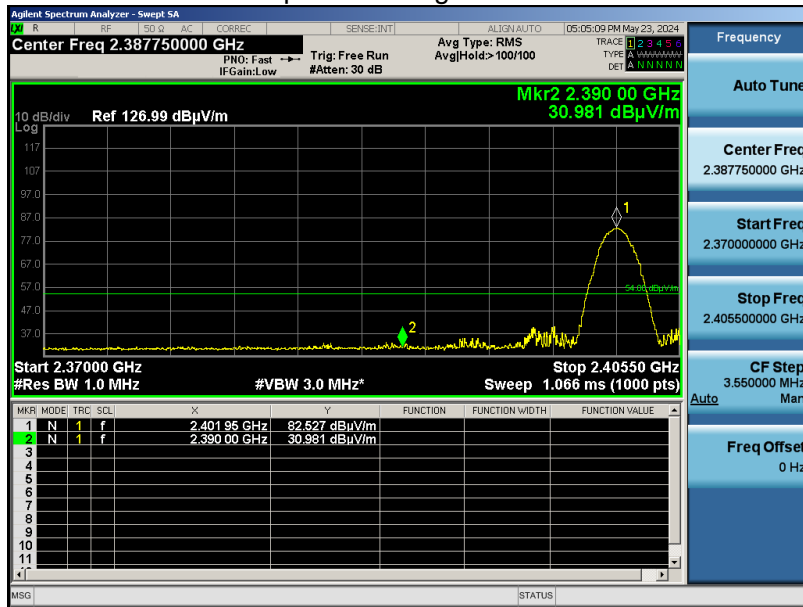 Agilent Spectrum Analyzer - Swept SA
LXI R RF 50 Ω AC CORREC SENSE:INT ALIGN AUTO 05:05:09 PM May 23, 2024
Center Freq 2.387750000 GHz
PNO: Fast
IFGain:Low
Trig: Free Run
#Atten: 30 dB
Avg Type: RMS
Avg|Hold:>100/100
TRACE 1 2 3 4 5 6
TYPE A WWWWW
DET A N N N N N
Mkr2 2.390 00 GHz
30.981 dBµV/m
10 dB/div Ref 126.99 dBµV/m
Log
117
107
97.0
87.0
77.0
67.0
57.0
47.0
37.0
1
2
54.00 dBµV/m
Start 2.37000 GHz Stop 2.40550 GHz
#Res BW 1.0 MHz #VBW 3.0 MHz* Sweep 1.066 ms (1000 pts)
MKR MODE TRC SCL X Y FUNCTION FUNCTION WIDTH FUNCTION VALUE
1 N 1 f 2.401 95 GHz 82.527 dBµV/m
2 N 1 f 2.390 00 GHz 30.981 dBµV/m
3
4
5
6
7
8
9
10
11
MSG STATUS
Frequency
Auto Tune
Center Freq
2.387750000 GHz
Start Freq
2.370000000 GHz
Stop Freq
2.405500000 GHz
CF Step
3.550000 MHz
Auto Man
Freq Offset
0 Hz